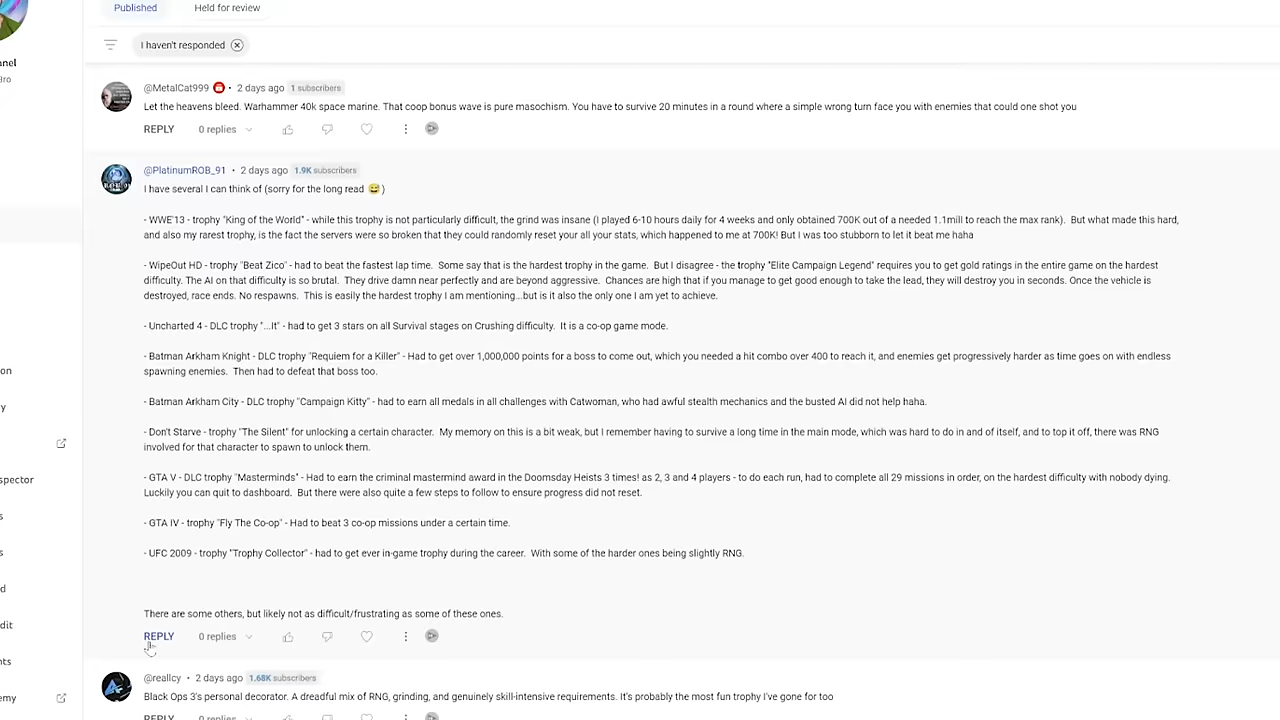 Published Held for review
nel
I haven't responded
3ro
@MetalCat999 • 2 days ago 1 subscribers
Let the heavens bleed. Warhammer 40k space marine. That coop bonus wave is pure masochism. You have to survive 20 minutes in a round where a simple wrong turn face you with enemies that could one shot you
REPLY 0 replies
@PlatinumROB_91 • 2 days ago 1.9K subscribers
I have several I can think of (sorry for the long read 😅)
- WWE'13 - trophy "King of the World" - while this trophy is not particularly difficult, the grind was insane (I played 6-10 hours daily for 4 weeks and only obtained 700K out of a needed 1.1mill to reach the max rank). But what made this hard,
and also my rarest trophy, is the fact the servers were so broken that they could randomly reset your all your stats, which happened to me at 700K! But I was too stubborn to let it beat me haha
- WipeOut HD - trophy "Beat Zico" - had to beat the fastest lap time. Some say that is the hardest trophy in the game. But I disagree - the trophy "Elite Campaign Legend" requires you to get gold ratings in the entire game on the hardest
difficulty. The AI on that difficulty is so brutal. They drive damn near perfectly and are beyond aggressive. Chances are high that if you manage to get good enough to take the lead, they will destroy you in seconds. Once the vehicle is
destroyed, race ends. No respawns. This is easily the hardest trophy I am mentioning...but is it also the only one I am yet to achieve.
- Uncharted 4 - DLC trophy "...It" - had to get 3 stars on all Survival stages on Crushing difficulty. It is a co-op game mode.
- Batman Arkham Knight - DLC trophy "Requiem for a Killer" - Had to get over 1,000,000 points for a boss to come out, which you needed a hit combo over 400 to reach it, and enemies get progressively harder as time goes on with endless
on
spawning enemies. Then had to defeat that boss too.
- Batman Arkham City - DLC trophy "Campaign Kitty" - had to earn all medals in all challenges with Catwoman, who had awful stealth mechanics and the busted AI did not help haha.
y
- Don't Starve - trophy "The Silent" for unlocking a certain character. My memory on this is a bit weak, but I remember having to survive a long time in the main mode, which was hard to do in and of itself, and to top it off, there was RNG
involved for that character to spawn to unlock them.
- GTA V - DLC trophy "Masterminds" - Had to earn the criminal mastermind award in the Doomsday Heists 3 times! as 2, 3 and 4 players - to do each run, had to complete all 29 missions in order, on the hardest difficulty with nobody dying.
spector
Luckily you can quit to dashboard. But there were also quite a few steps to follow to ensure progress did not reset.
s
- GTA IV - trophy "Fly The Co-op" - Had to beat 3 co-op missions under a certain time.
s
- UFC 2009 - trophy "Trophy Collector" - had to get ever in-game trophy during the career. With some of the harder ones being slightly RNG.
d
There are some others, but likely not as difficult/frustrating as some of these ones.
dit
REPLY 0 replies
nts
@reallcy • 2 days ago 1.68K subscribers
Black Ops 3's personal decorator. A dreadful mix of RNG, grinding, and genuinely skill-intensive requirements. It's probably the most fun trophy I've gone for too
emy
REPLY 0 replies